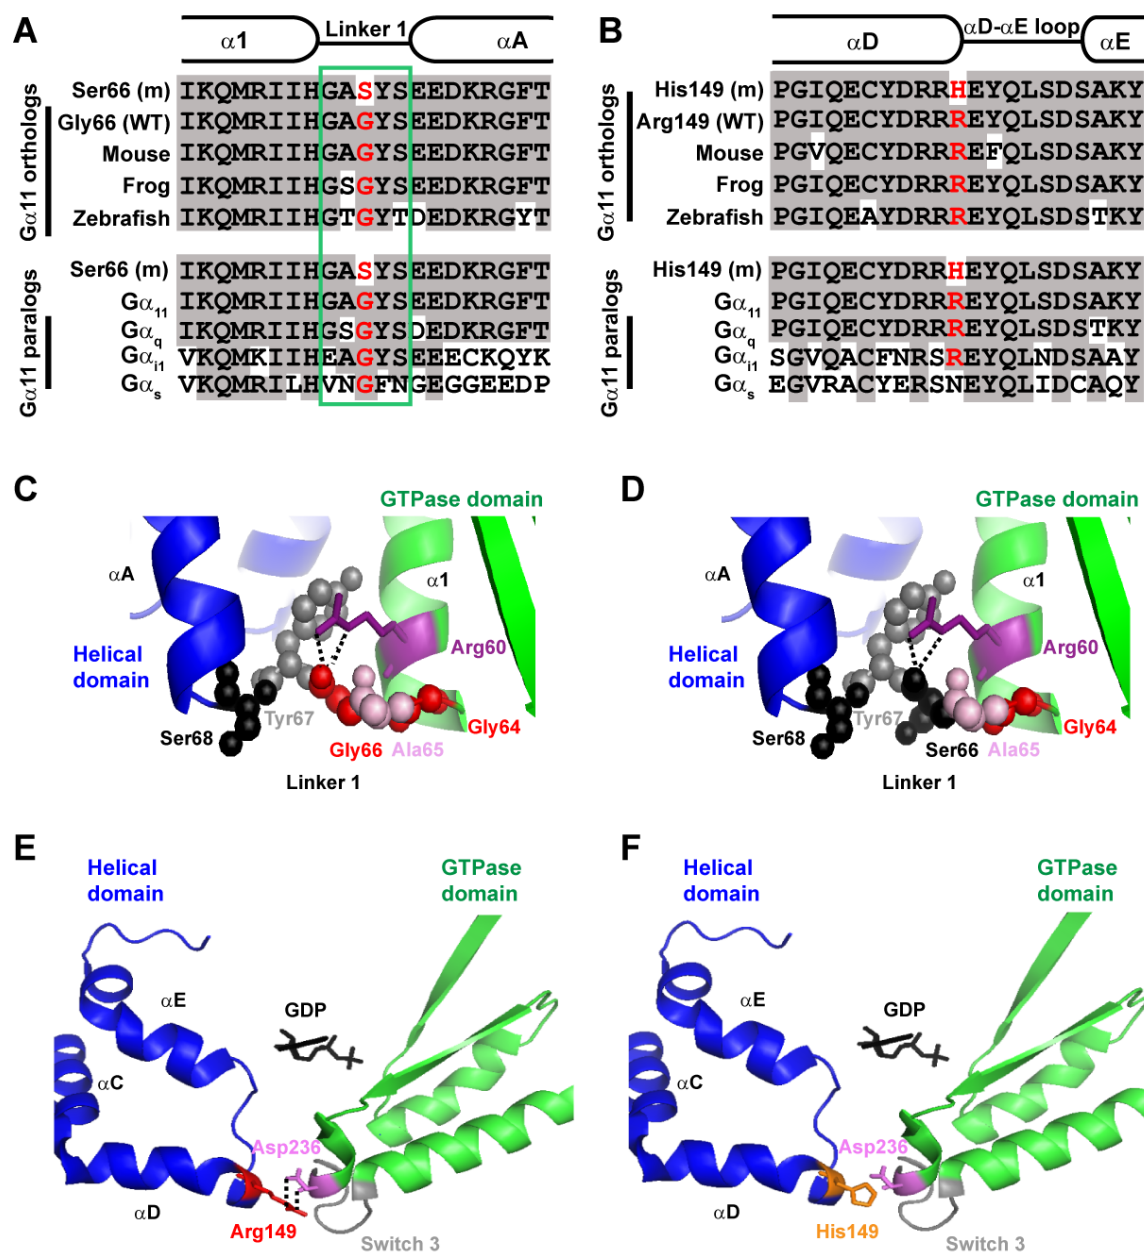 A
α1
Linker 1
αA
Gα11 orthologs
Ser66 (m) IKQMRIIHGASYSEEDKRGFT
Gly66 (WT) IKQMRIIHGAGYSEEDKRGFT
Mouse IKQMRIIHGAGYSEEDKRGFT
Frog IKQMRIIHGSGYSEEDKRGFT
Zebrafish IKQMRIIHGTGYTDEDKRGYT
Gα11 paralogs
Ser66 (m) IKQMRIIHGASYSEEDKRGFT
Gα11 IKQMRIIHGAGYSEEDKRGFT
Gαq IKQMRIIHGSGYSDEDKRGFT
Gαi1 VKQMKIIHEAGYSEEECKQYK
Gαs VKQMRILHVNGFNGEGGEEDP
B
αD
αD-αE loop
αE
Gα11 orthologs
His149 (m) PGIQECYDRRHEYQLSDSAKY
Arg149 (WT) PGIQECYDRRREYQLSDSAKY
Mouse PGVQECYDRRREFQLSDSAKY
Frog PGIQECYDRRREYQLSDSAKY
Zebrafish PGIQEAYDRRREYQLSDSTKY
Gα11 paralogs
His149 (m) PGIQECYDRRHEYQLSDSAKY
Gα11 PGIQECYDRRREYQLSDSAKY
Gαq PGIQECYDRRREYQLSDSTKY
Gαi1 SGVQACFNRSREYQLNDSAAY
Gαs EGVRACYERSNEYQLIDCAQY
C
GTPase domain
αA
α1
Helical
domain
Arg60
Tyr67
Ser68
Gly66
Ala65
Gly64
Linker 1
D
GTPase domain
αA
α1
Helical
domain
Arg60
Tyr67
Ser68
Ser66
Ala65
Gly64
Linker 1
E
Helical
domain
GTPase
domain
αE
GDP
αC
Asp236
αD
Arg149
Switch 3
F
Helical
domain
GTPase
domain
αE
GDP
αC
Asp236
αD
His149
Switch 3